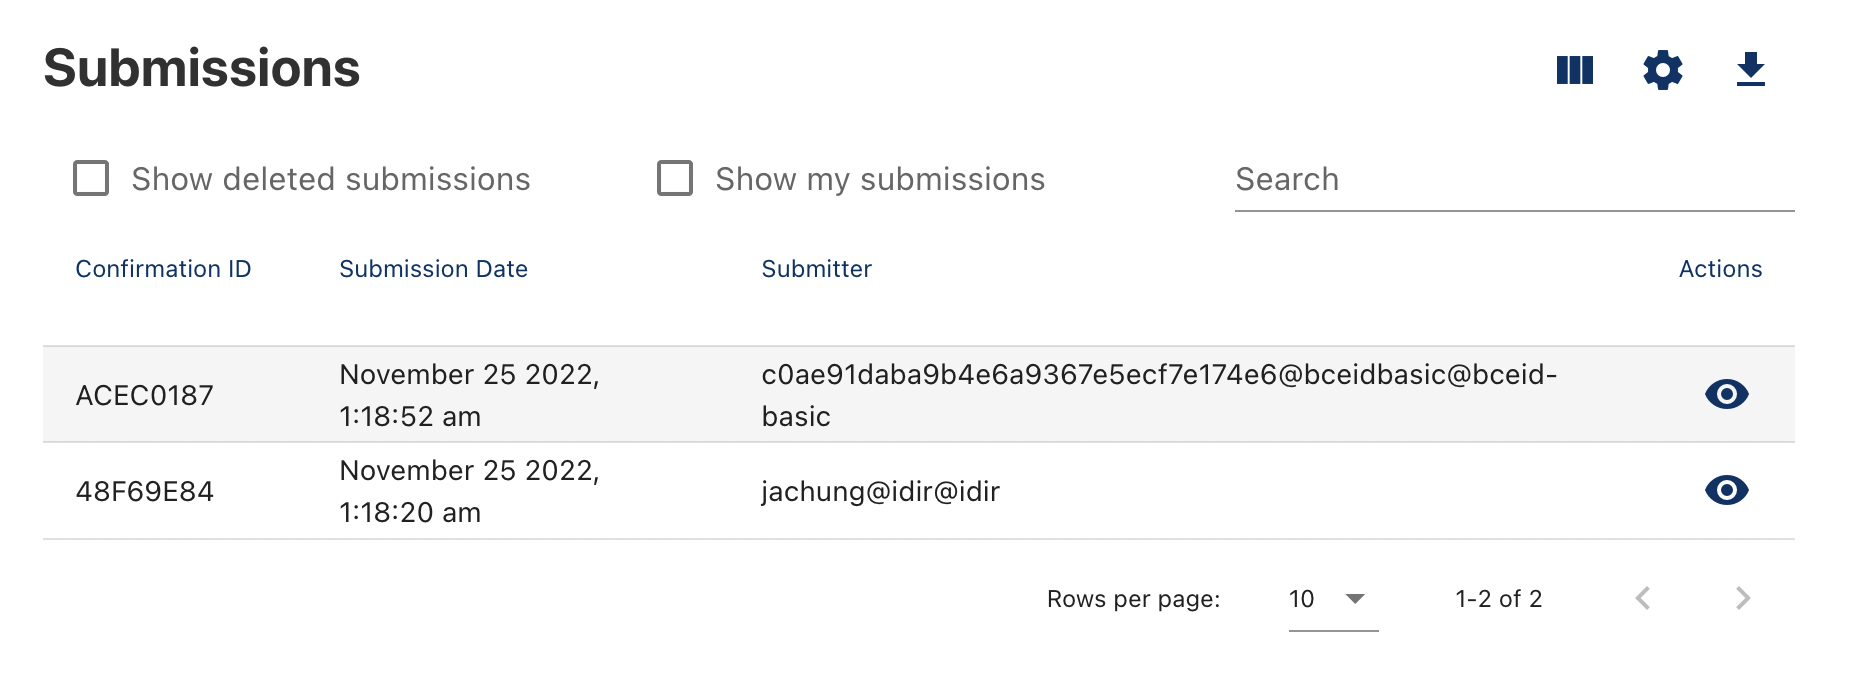 Submissions
Show deleted submissions
Show my submissions
Search
Confirmation ID
Submission Date
Submitter
Actions
ACEC0187
November 25 2022,
1:18:52 am
c0ae91daba9b4e6a9367e5ecf7e174e6@bceidbasic@bceid-
basic
48F69E84
November 25 2022,
1:18:20 am
jachung@idir@idir
Rows per page:
10
1-2 of 2